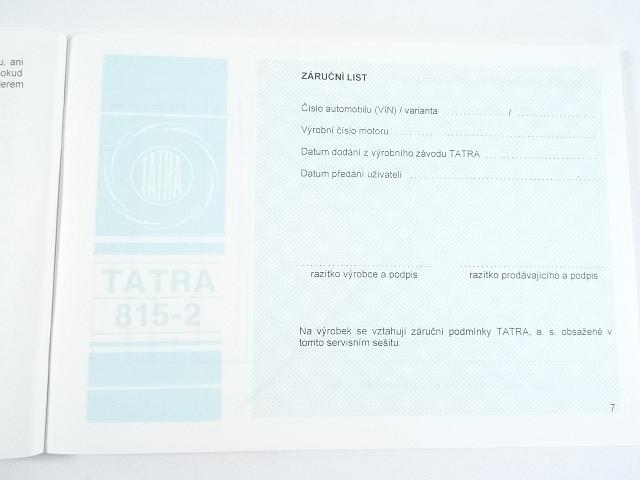 u, ani
okud
erem
TATRA
TATRA
815-2
ZÁRUČNÍ LIST
Číslo automobilu (VIN) / varianta ................ / ....................
Výrobní číslo motoru ........................................
Datum dodání z výrobního závodu TATRA ........................
Datum předání uživateli ........................................
razítko výrobce a podpis
razítko prodávajícího a podpis
Na výrobek se vztahují záruční podmínky TATRA, a. s. obsažené v
tomto servisním sešitu.
7